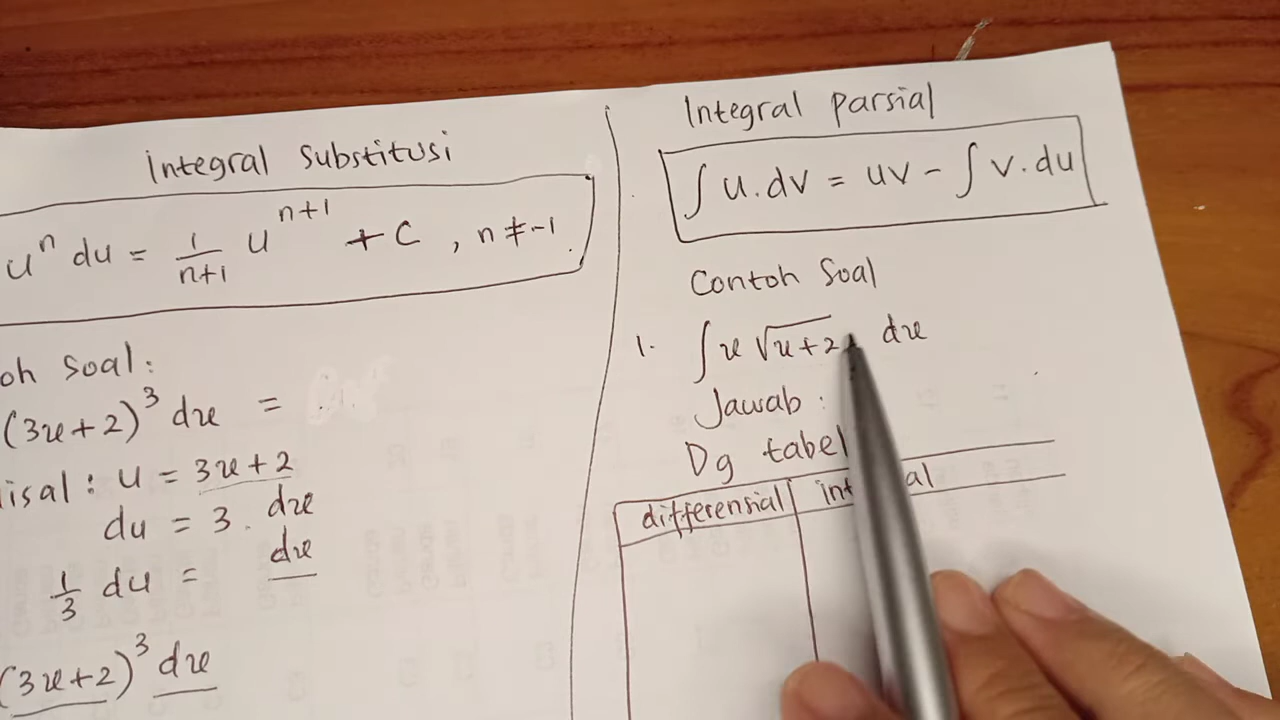 Integral Substitusi
u^n du = 1/(n+1) u^(n+1) + C , n ≠ -1
oh Soal :
(3x+2)^3 dx =
isal : u = 3x+2
du = 3 . dx
1/3 du = dx
(3x+2)^3 dx
Integral Parsial
∫ u.dv = uv - ∫ v.du
Contoh Soal
1. ∫ x √(x+2) dx
Jawab :
Dg tabel
differensial int al